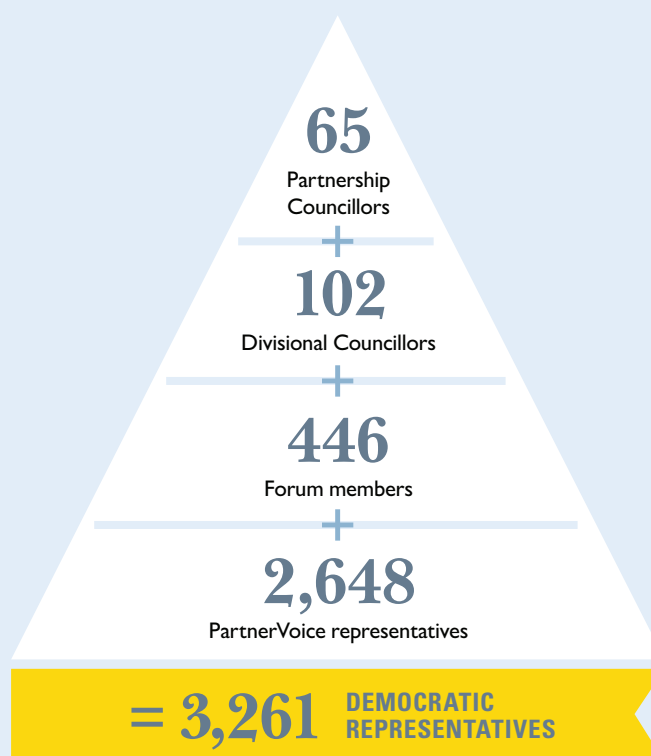 65
Partnership
Councillors
+
102
Divisional Councillors
+
446
Forum members
+
2,648
PartnerVoice representatives
= 3,261 DEMOCRATIC
REPRESENTATIVES